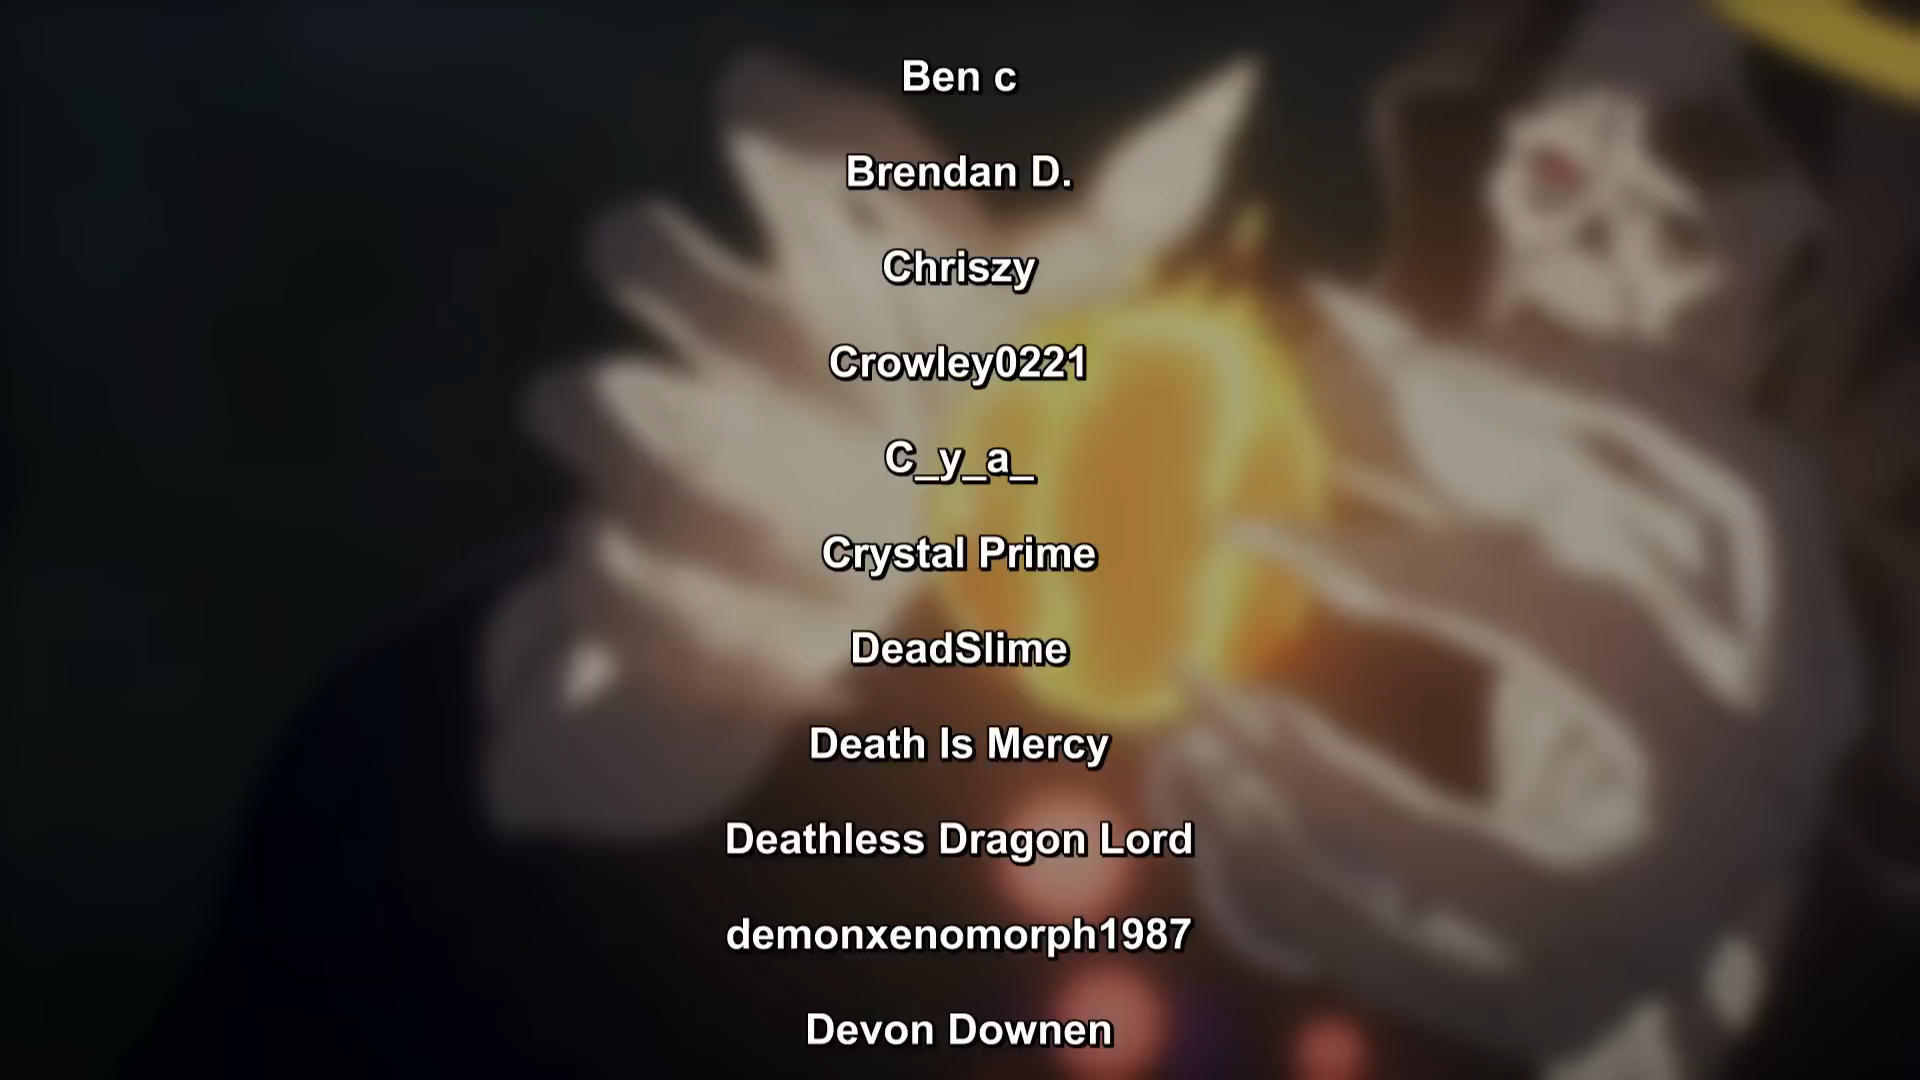 Ben c
Brendan D.
Chriszy
Crowley0221
C_y_a_
Crystal Prime
DeadSlime
Death Is Mercy
Deathless Dragon Lord
demonxenomorph1987
Devon Downen